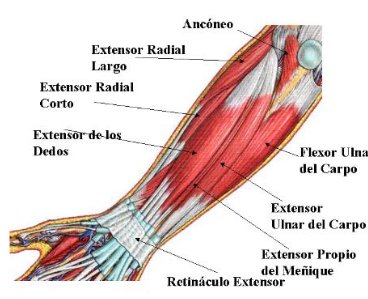 Ancóneo
Extensor Radial
Largo
Extensor Radial
Corto
Extensor de los
Dedos
Flexor Ulna
del Carpo
Extensor
Ulnar del Carpo
Extensor Propio
del Meñique
Retináculo Extensor